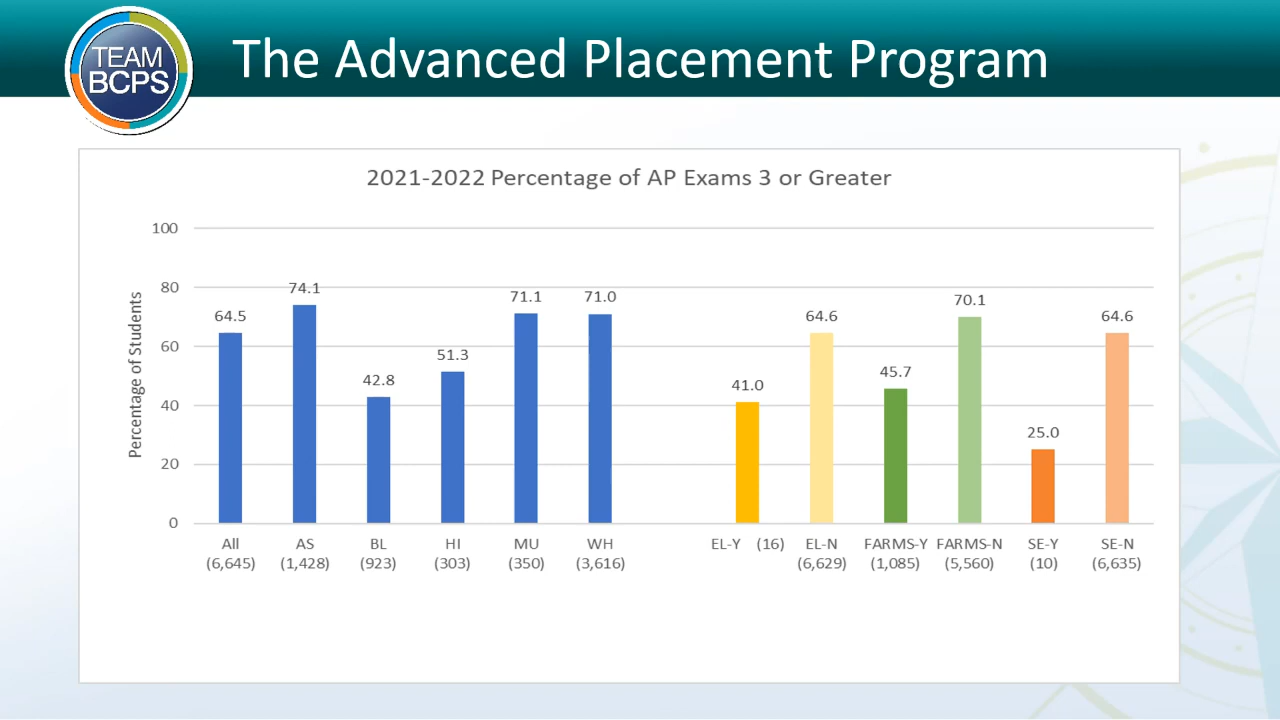 TEAM
BCPS
The Advanced Placement Program
2021-2022 Percentage of AP Exams 3 or Greater
Percentage of Students
100
80
60
40
20
0
64.5
74.1
42.8
51.3
71.1
71.0
41.0
64.6
45.7
70.1
25.0
64.6
All AS BL HI MU WH EL-Y (16) EL-N FARMS-Y FARMS-N SE-Y SE-N
(6,645) (1,428) (923) (303) (350) (3,616) (6,629) (1,085) (5,560) (10) (6,635)